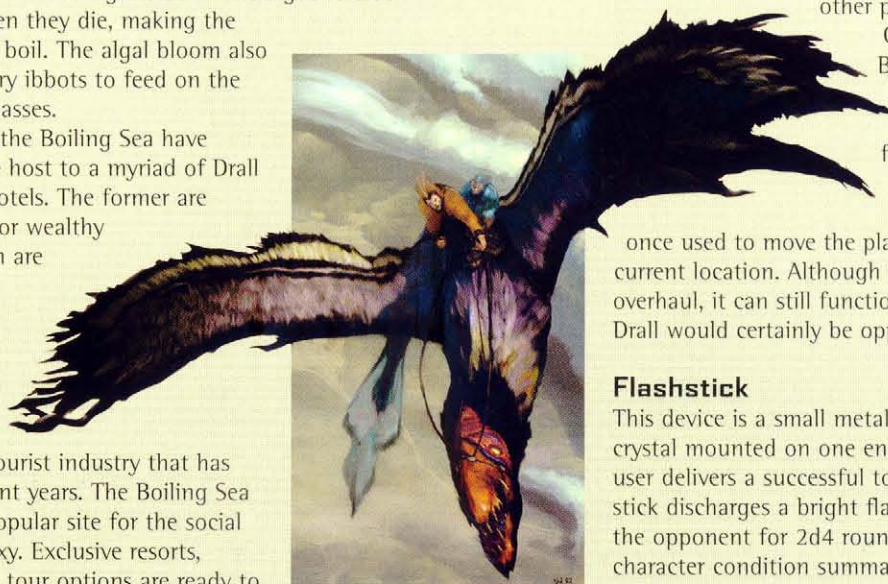 en they die, making the
boil. The algal bloom also
ry ibbots to feed on the
asses.
the Boiling Sea have
host to a myriad of Drall
otels. The former are
or wealthy
are
ourist industry that has
nt years. The Boiling Sea
opular site for the social
xy. Exclusive resorts,
tour options are ready to
other p
once used to move the pla
current location. Although
overhaul, it can still functio
Drall would certainly be opp
Flashstick
This device is a small metal
crystal mounted on one en
user delivers a successful to
stick discharges a bright fla
the opponent for 2d4 roun
character condition summa